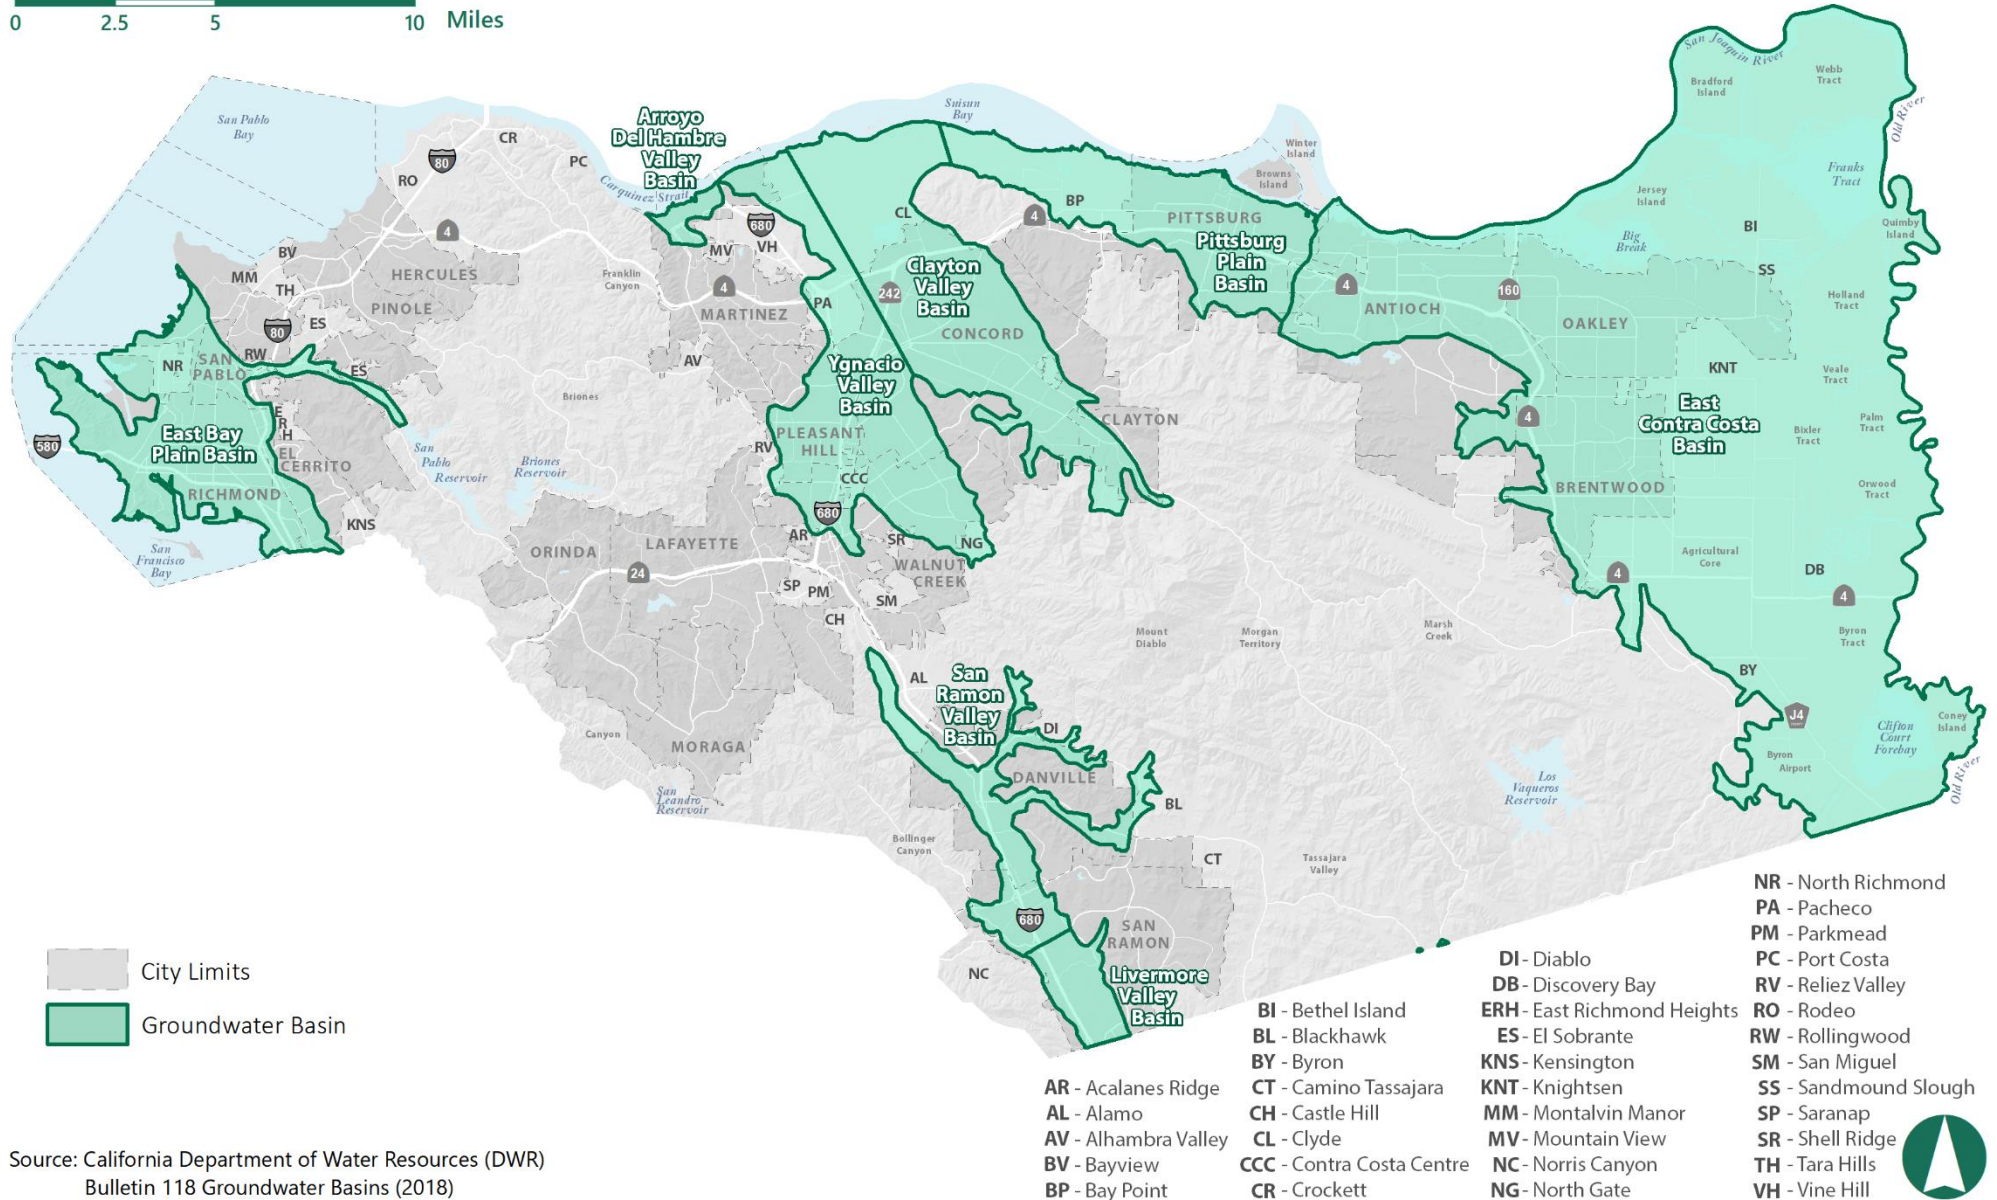 0 2.5 5 10 Miles
San Pablo
Bay
Suisun
Bay
San Joaquin River
Bradford
Island
Webb
Tract
Old River
Franks
Tract
Winter
Island
Browns
Island
Jersey
Island
Big
Break
BI
Quimby
Island
SS
Holland
Tract
CR
PC
80
RO
4
Carquinez Strait
Arroyo
Del Hambre
Valley
Basin
680
MV
VH
CL
4
BP
PITTSBURG
Pittsburg
Plain
Basin
BV
MM
TH
HERCULES
PINOLE
80
ES
RW
Franklin
Canyon
4
MARTINEZ
PA
242
Clayton
Valley
Basin
CONCORD
4
ANTIOCH
160
OAKLEY
NR
SAN
PABLO
ES
AV
Briones
Ygnacio
Valley
Basin
KNT
Veale
Tract
East
Contra Costa
Basin
Palm
Tract
Bixler
Tract
580
East Bay
Plain Basin
E
R
H
EL
CERRITO
RICHMOND
KNS
San
Francisco
Bay
San
Pablo
Reservoir
Briones
Reservoir
RV
PLEASANT
HILL
CCC
680
CLAYTON
4
BRENTWOOD
Orwood
Tract
ORINDA
LAFAYETTE
24
AR
SR
NG
WALNUT
CREEK
SP
PM
SM
CH
Agricultural
Core
DB
4
4
Byron
Tract
Mount
Diablo
Morgan
Territory
Marsh
Creek
BY
J4
Coney
Island
Clifton
Court
Forebay
Old River
Byron
Airport
AL
San
Ramon
Valley
Basin
DI
DANVILLE
BL
Canyon
MORAGA
San
Leandro
Reservoir
Los
Vaqueros
Reservoir
Bollinger
Canyon
CT
Tassajara
Valley
680
SAN
RAMON
NC
Livermore
Valley
Basin
City Limits
Groundwater Basin
AR - Acalanes Ridge
AL - Alamo
AV - Alhambra Valley
BV - Bayview
BP - Bay Point
BI - Bethel Island
BL - Blackhawk
BY - Byron
CT - Camino Tassajara
CH - Castle Hill
CL - Clyde
CCC - Contra Costa Centre
CR - Crockett
DI - Diablo
DB - Discovery Bay
ERH - East Richmond Heights
ES - El Sobrante
KNS - Kensington
KNT - Knightsen
MM - Montalvin Manor
MV - Mountain View
NC - Norris Canyon
NG - North Gate
NR - North Richmond
PA - Pacheco
PM - Parkmead
PC - Port Costa
RV - Reliez Valley
RO - Rodeo
RW - Rollingwood
SM - San Miguel
SS - Sandmound Slough
SP - Saranap
SR - Shell Ridge
TH - Tara Hills
VH - Vine Hill
Source: California Department of Water Resources (DWR)
Bulletin 118 Groundwater Basins (2018)